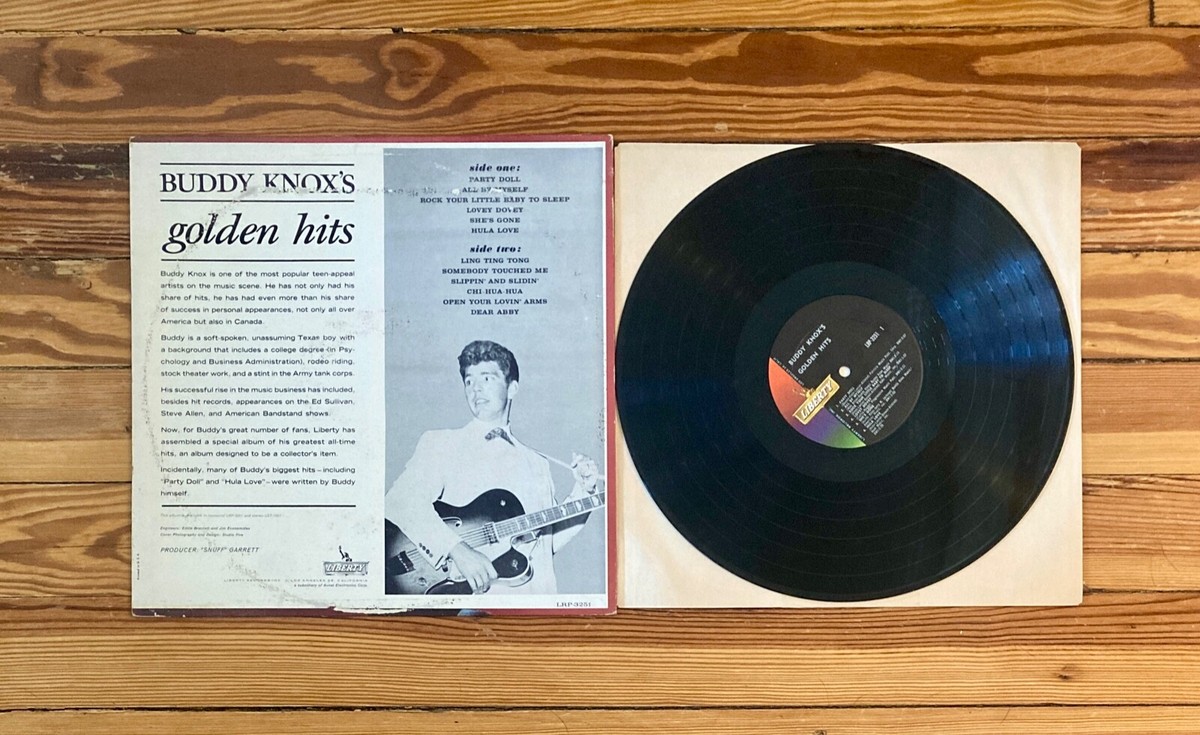 BUDDY KNOX'S
golden hits
Buddy Knox is one of the most popular teen-appeal
artists on the music scene. He has not only had his
share of hits, he has had even more than his share
of success in personal appearances, not only all over
America but also in Canada.
Buddy is a soft-spoken, unassuming Texas boy with
a background that includes a college degree (in Psy-
chology and Business Administration), rodeo riding,
stock theater work, and a stint in the Army tank corps.
His successful rise in the music business has included,
besides hit records, appearances on the Ed Sullivan,
Steve Allen, and American Bandstand shows.
Now, for Buddy's great number of fans, Liberty has
assembled a special album of his greatest all-time
hits, an album designed to be a collector's item.
Incidentally, many of Buddy's biggest hits – including
"Party Doll" and "Hula Love" – were written by Buddy
himself.
PRODUCER: "SNUFF" GARRETT
LIBERTY
side one:
PARTY DOLL
ALL BY MYSELF
ROCK YOUR LITTLE BABY TO SLEEP
LOVEY DOVEY
SHE'S GONE
HULA LOVE
side two:
LING TING TONG
SOMEBODY TOUCHED ME
SLIPPIN' AND SLIDIN'
CHI-HUA-HUA
OPEN YOUR LOVIN' ARMS
DEAR ABBY
LRP-3251
BUDDY KNOX'S
GOLDEN HITS
LRP 3251 1
LIBERTY